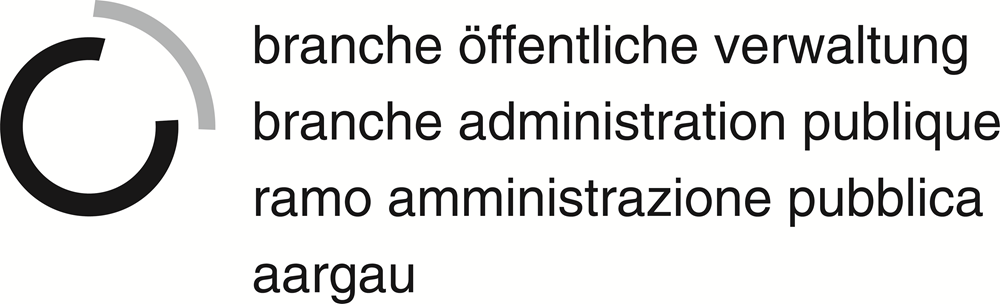 branche öffentliche verwaltung
branche administration publique
ramo amministrazione pubblica
aargau